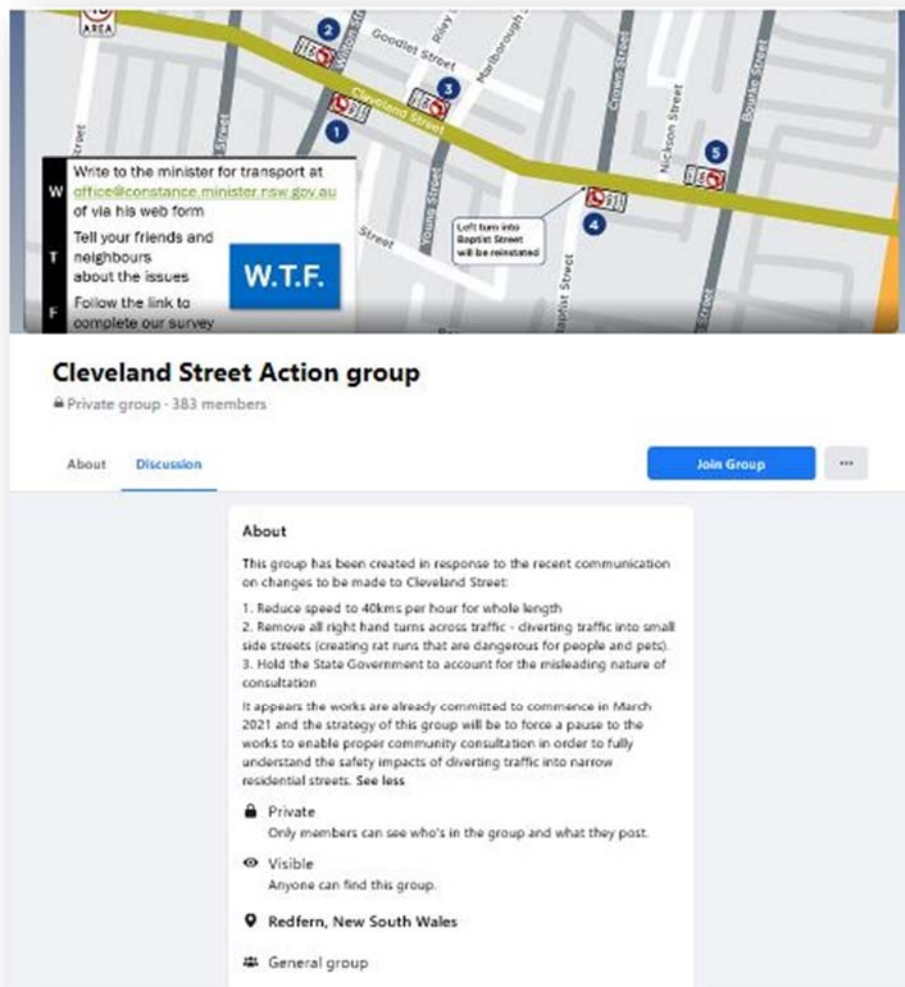 AREA
2
Wilton Str
Riley S
Goodlet Street
Marlborough
3
Cleveland Street
1
Crown Street
Nickson Street
Bourke Street
5
4
Street
Young Street
Street
Left turn into
Baptist Street
will be reinstated
Baptist Street
Street
W Write to the minister for transport at
office@constance.minister.nsw.gov.au
of via his web form
T Tell your friends and
neighbours
about the issues
F Follow the link to
complete our survey
W.T.F.
Cleveland Street Action group
Private group · 383 members
About Discussion Join Group ...
About
This group has been created in response to the recent communication
on changes to be made to Cleveland Street:
1. Reduce speed to 40kms per hour for whole length
2. Remove all right hand turns across traffic - diverting traffic into small
side streets (creating rat runs that are dangerous for people and pets).
3. Hold the State Government to account for the misleading nature of
consultation
It appears the works are already committed to commence in March
2021 and the strategy of this group will be to force a pause to the
works to enable proper community consultation in order to fully
understand the safety impacts of diverting traffic into narrow
residential streets. See less
Private
Only members can see who's in the group and what they post.
Visible
Anyone can find this group.
Redfern, New South Wales
General group